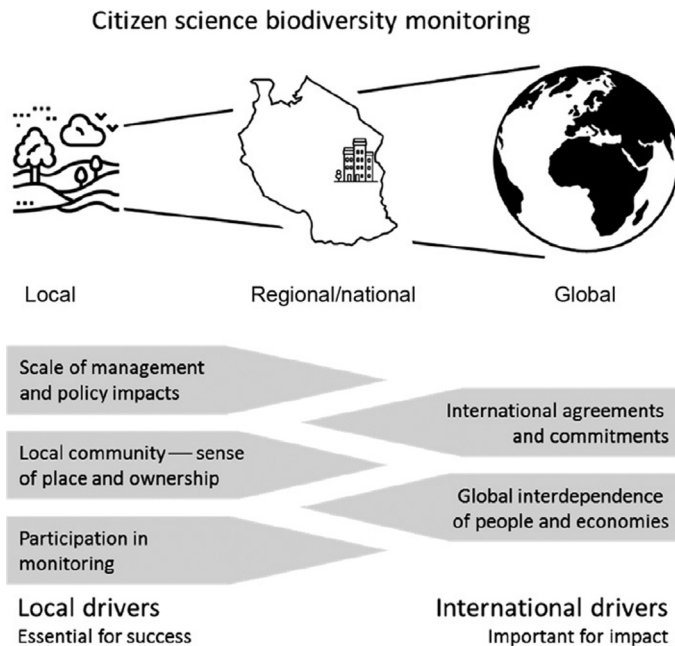 Citizen science biodiversity monitoring
Local
Regional/national
Global
Scale of management
and policy impacts
International agreements
and commitments
Local community — sense
of place and ownership
Global interdependence
of people and economies
Participation in
monitoring
Local drivers
Essential for success
International drivers
Important for impact